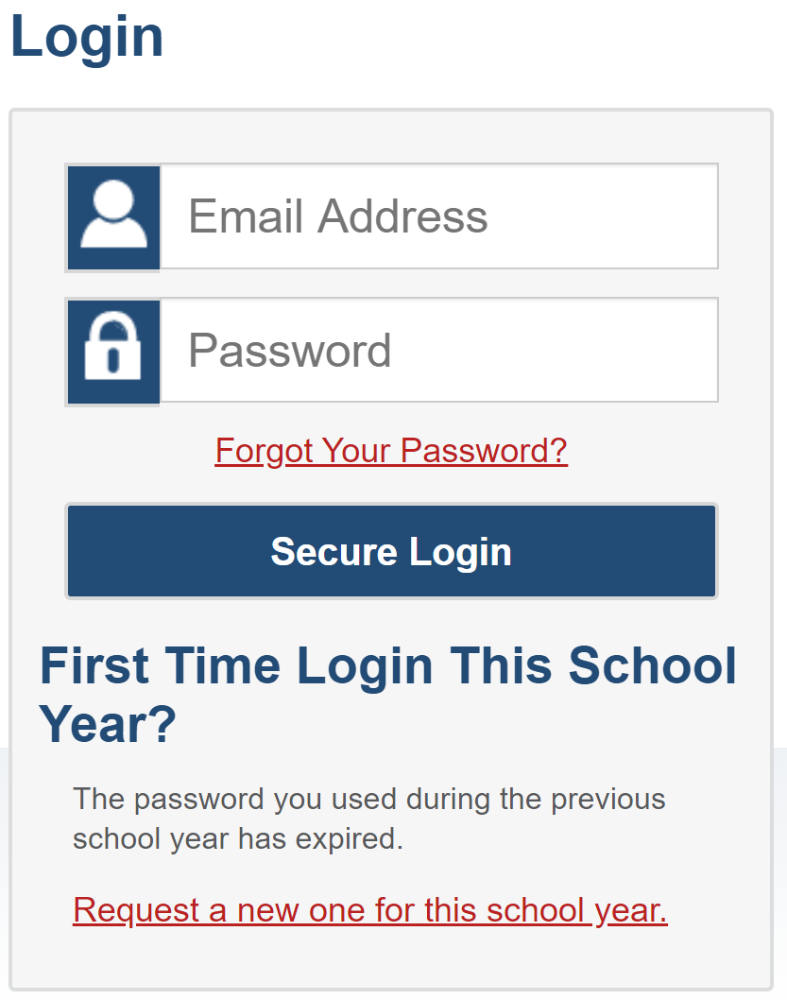 Login
Email Address
Password
Forgot Your Password?
Secure Login
First Time Login This School
Year?
The password you used during the previous
school year has expired.
Request a new one for this school year.